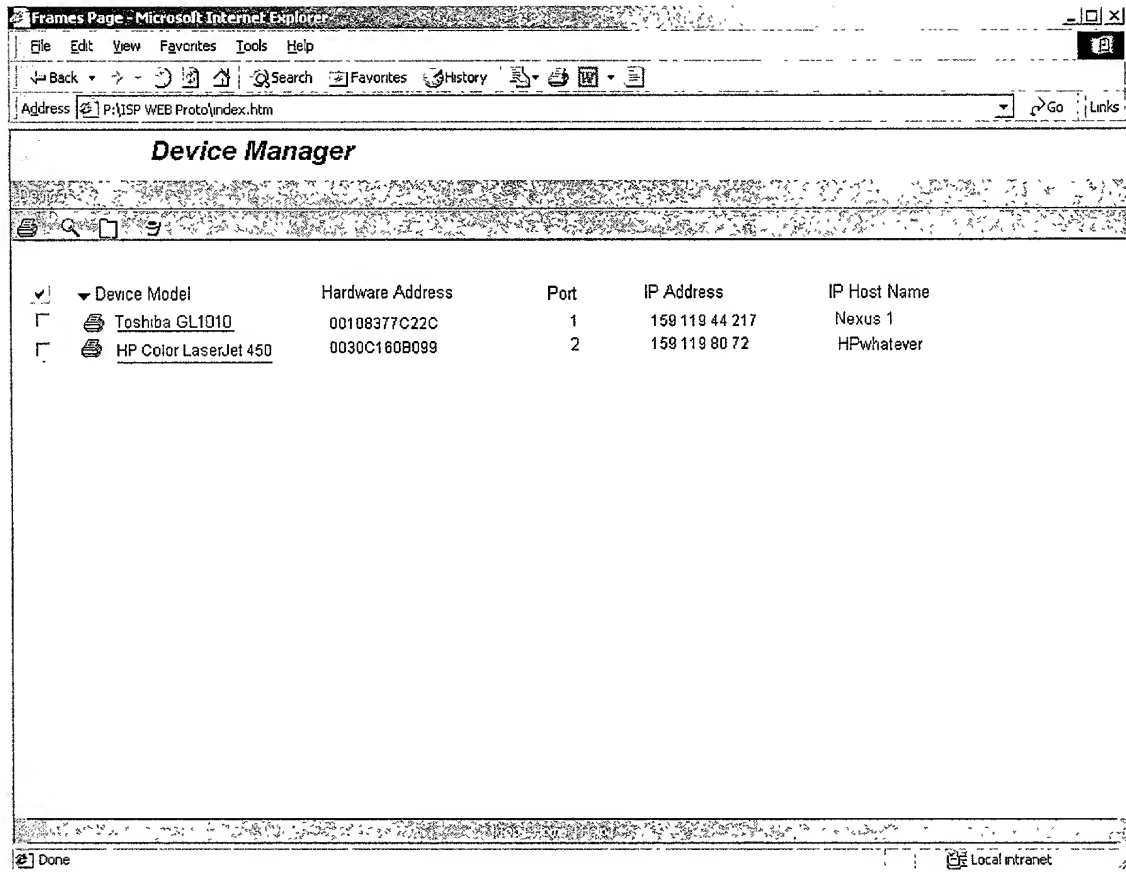 Frames Page - Microsoft Internet Explorer
File Edit View Favorites Tools Help
Back Search Favorites History
Address P:\ISP WEB Proto\index.htm Go Links
Device Manager
Device Model Hardware Address Port IP Address IP Host Name
Toshiba GL1010 00108377C22C 1 159 119 44 217 Nexus 1
HP Color LaserJet 450 0030C160B099 2 159 119 80 72 HPwhatever
Done Local intranet